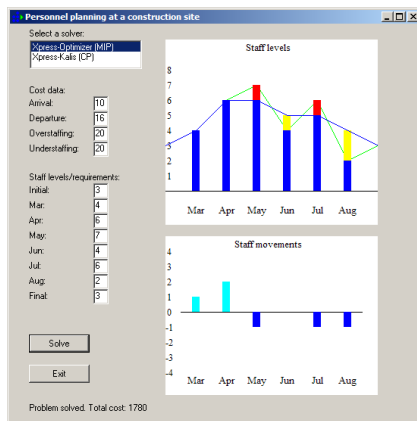 Personnel planning at a construction site
Select a solver:
Xpress-Optimizer (MIP)
Xpress-Kalis (CP)
Cost data:
Arrival: 10
Departure: 16
Overstaffing: 20
Understaffing: 20
Staff levels/requirements:
Initial: 3
Mar: 4
Apr: 6
May: 7
Jun: 4
Jul: 6
Aug: 2
Final: 3
Solve
Exit
Problem solved. Total cost: 1780
Staff levels
8
7
6
5
4
3
2
1
Mar Apr May Jun Jul Aug
Staff movements
4
3
2
1
0
-1
-2
-3
-4
Mar Apr May Jun Jul Aug